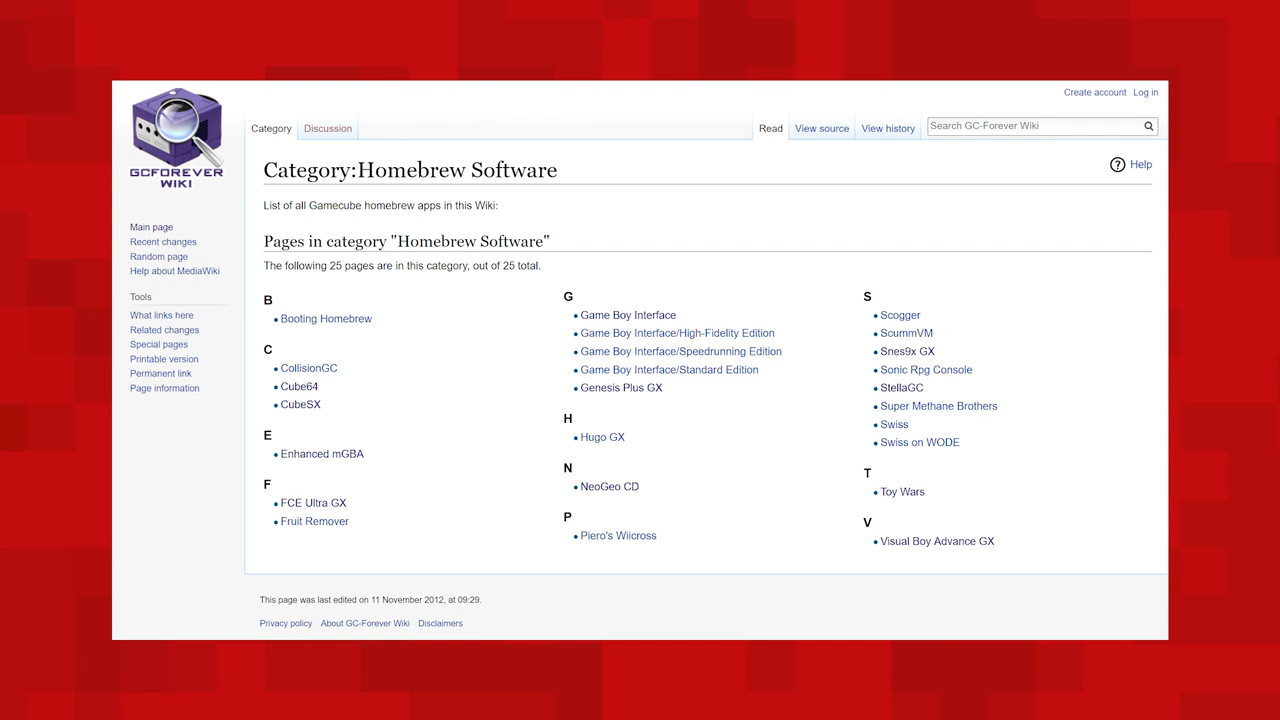 Create account Log in
Category Discussion Read View source View history Search GC-Forever Wiki
GCFOREVER
WIKI
Category:Homebrew Software
Help
List of all Gamecube homebrew apps in this Wiki:
Pages in category "Homebrew Software"
The following 25 pages are in this category, out of 25 total.
Main page
Recent changes
Random page
Help about MediaWiki
Tools
What links here
Related changes
Special pages
Printable version
Permanent link
Page information
B
Booting Homebrew
C
CollisionGC
Cube64
CubeSX
E
Enhanced mGBA
F
FCE Ultra GX
Fruit Remover
G
Game Boy Interface
Game Boy Interface/High-Fidelity Edition
Game Boy Interface/Speedrunning Edition
Game Boy Interface/Standard Edition
Genesis Plus GX
H
Hugo GX
N
NeoGeo CD
P
Piero's Wiicross
S
Scogger
ScummVM
Snes9x GX
Sonic Rpg Console
StellaGC
Super Methane Brothers
Swiss
Swiss on WODE
T
Toy Wars
V
Visual Boy Advance GX
This page was last edited on 11 November 2012, at 09:29.
Privacy policy About GC-Forever Wiki Disclaimers